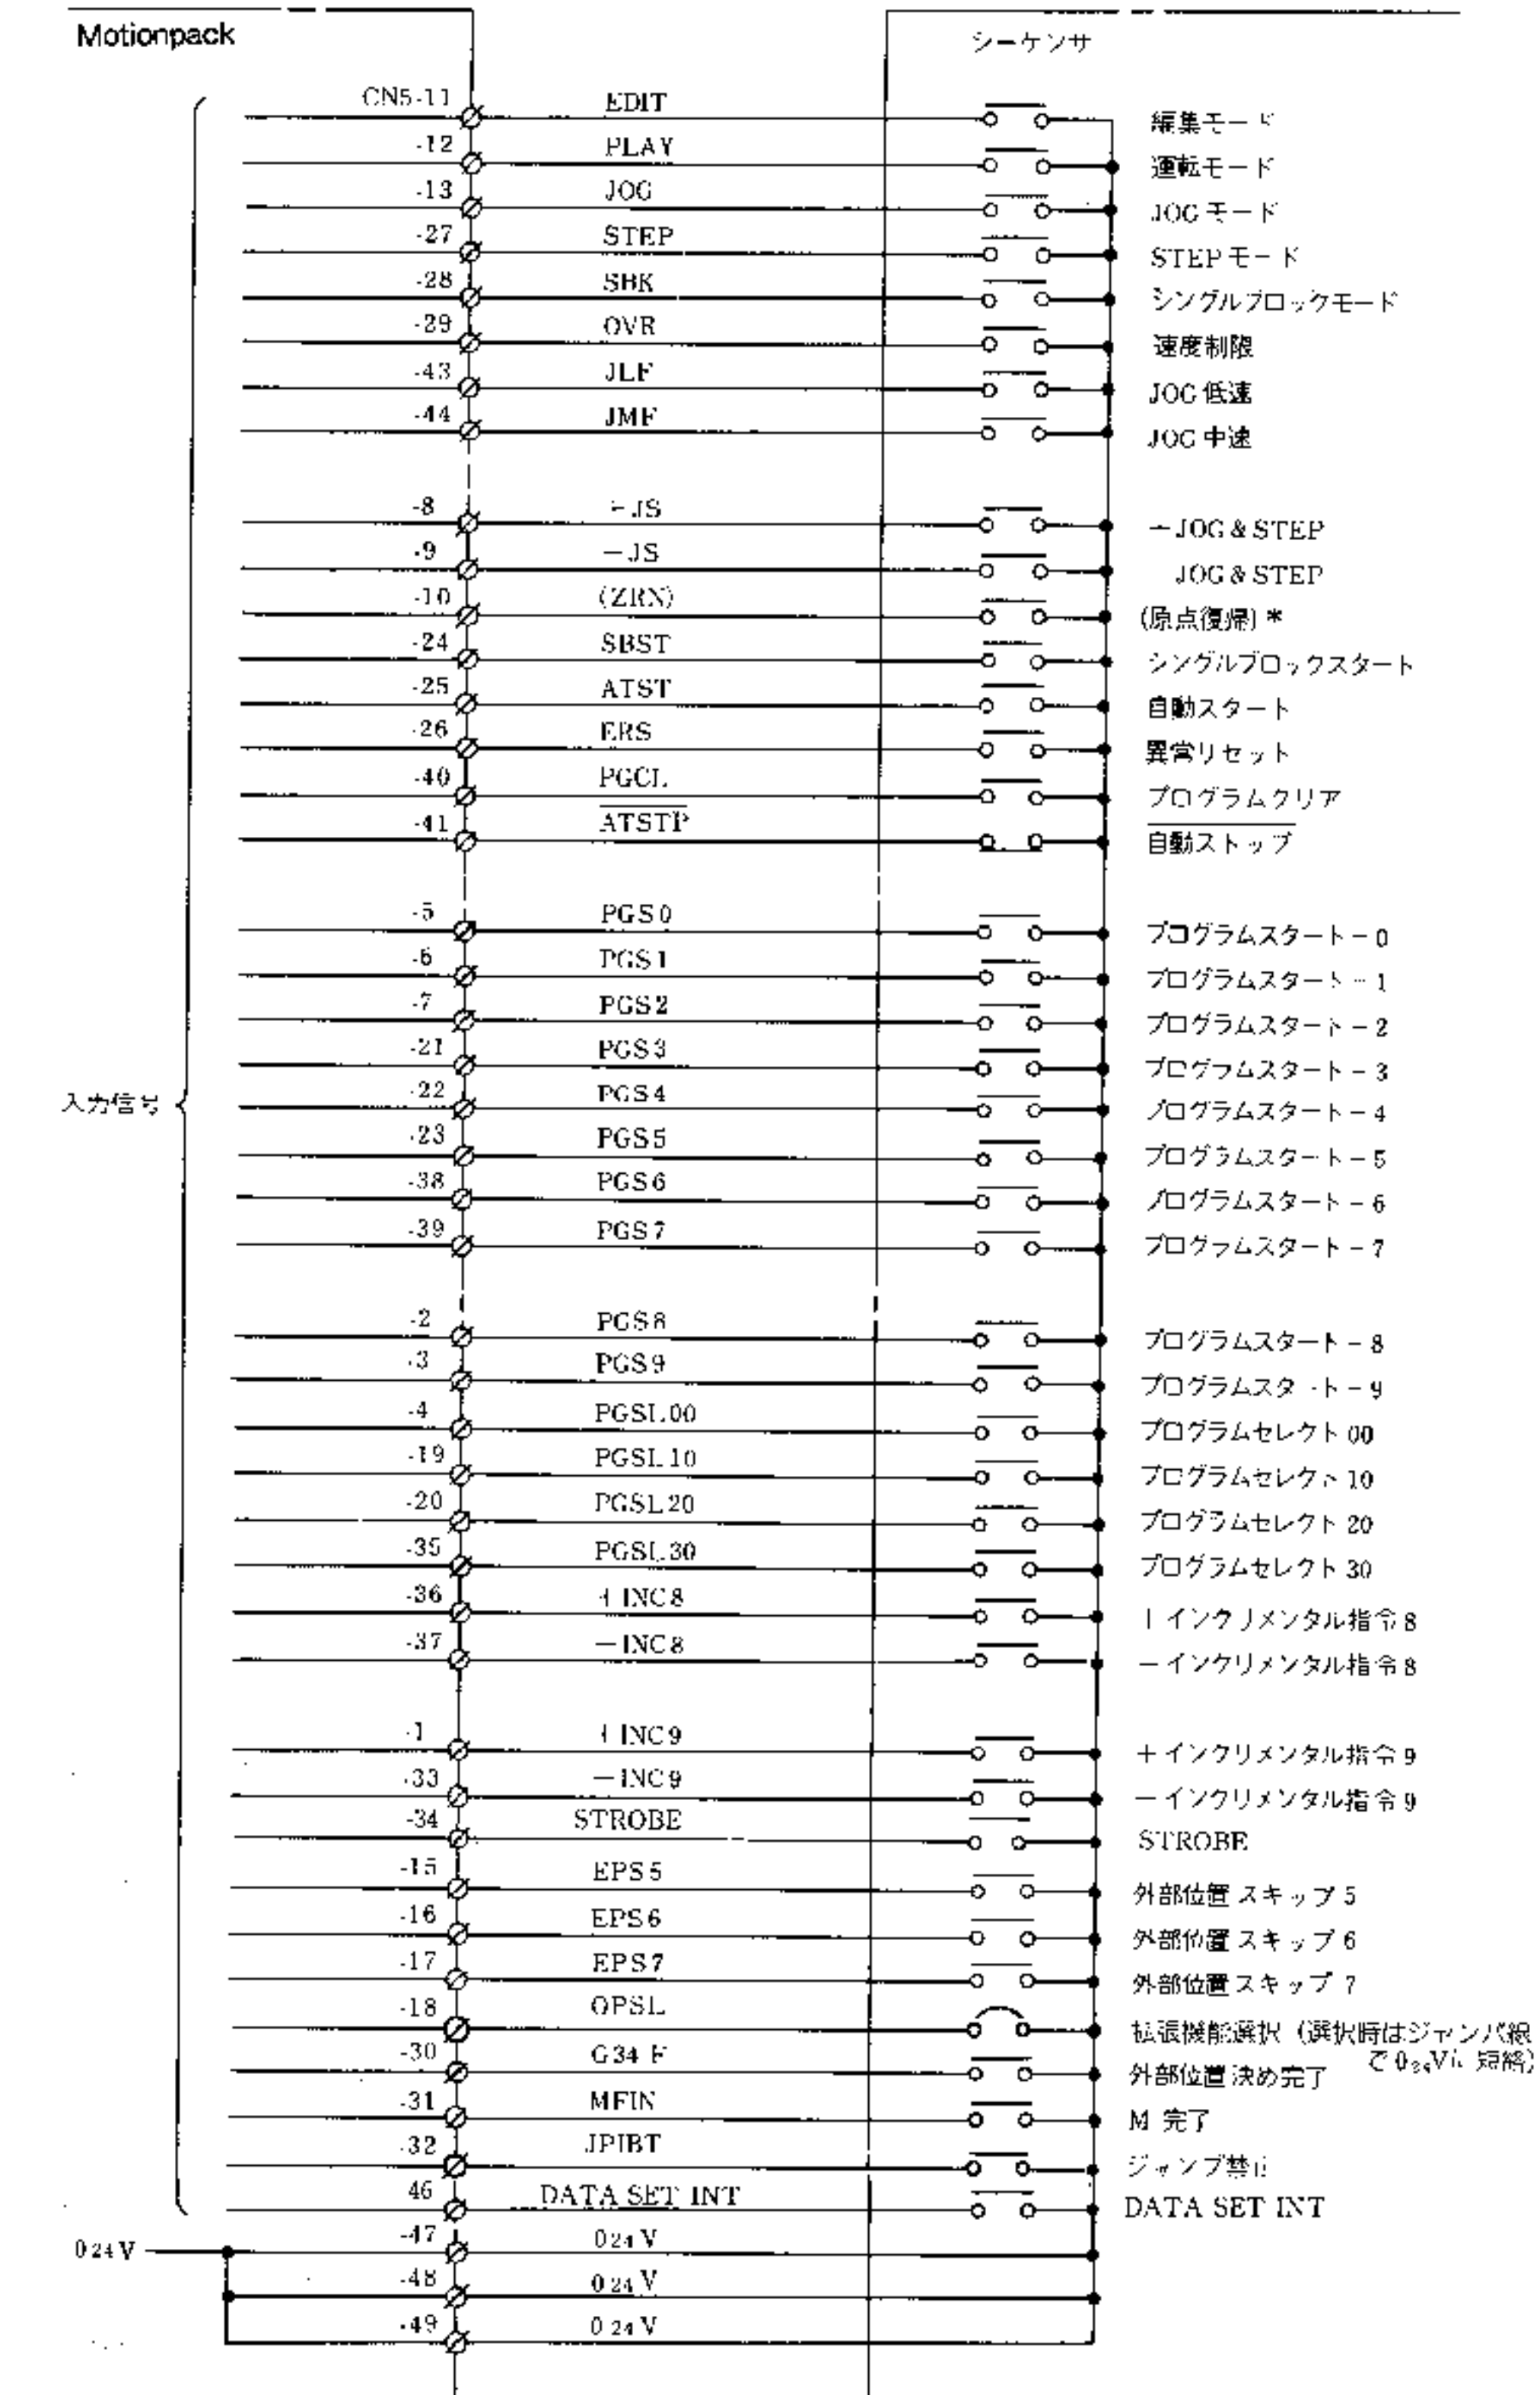 Motionpack シーケンサ
CN5-11 EDIT 編集モード
-12 PLAY 運転モード
-13 JOG JOGモード
-27 STEP STEPモード
-28 SBK シングルブロックモード
-29 OVR 速度制限
-43 JLF JOG低速
-44 JMF JOG中速
-8 JS JOG&STEP
-9 -JS JOG&STEP
-10 (ZRN) (原点復帰)*
-24 SBST シングルブロックスタート
-25 ATST 自動スタート
-26 ERS 異常リセット
-40 PGCL プログラムクリア
-41 ATSTP 自動ストップ
-5 PGS0 プログラムスタート-0
-6 PGS1 プログラムスタート-1
-7 PGS2 プログラムスタート-2
-21 PGS3 プログラムスタート-3
-22 PGS4 プログラムスタート-4
入力信号
-23 PGS5 プログラムスタート-5
-38 PGS6 プログラムスタート-6
-39 PGS7 プログラムスタート-7
-2 PGS8 プログラムスタート-8
-3 PGS9 プログラムスタート-9
-4 PGSL00 プログラムセレクト00
-19 PGSL10 プログラムセレクト10
-20 PGSL20 プログラムセレクト20
-35 PGSL30 プログラムセレクト30
-36 +INC8 +インクリメンタル指令8
-37 -INC8 -インクリメンタル指令8
-1 +INC9 +インクリメンタル指令9
-33 -INC9 -インクリメンタル指令9
-34 STROBE STROBE
-15 EPS5 外部位置スキップ5
-16 EPS6 外部位置スキップ6
-17 EPS7 外部位置スキップ7
-18 OPSL 拡張機能選択(選択時はジャンパ線
で024Vに短絡)
-30 G34F 外部位置決め完了
-31 MFIN M完了
-32 JPIBT ジャンプ禁止
46 DATA SET INT DATA SET INT
024V -47 024V
-48 024V
-49 024V